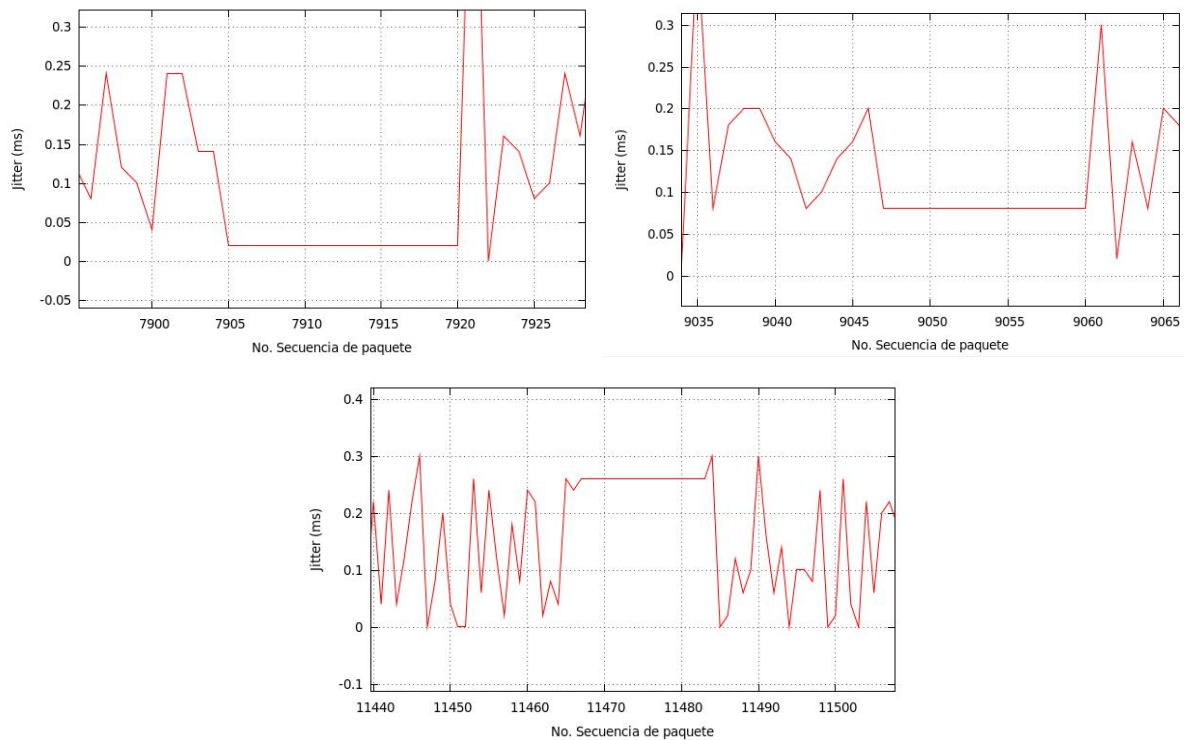 0.3
0.25
0.2
0.15
0.1
0.05
0
-0.05
Jitter (ms)
7900 7905 7910 7915 7920 7925
No. Secuencia de paquete
0.3
0.25
0.2
0.15
0.1
0.05
0
Jitter (ms)
9035 9040 9045 9050 9055 9060 9065
No. Secuencia de paquete
0.4
0.3
0.2
0.1
0
-0.1
Jitter (ms)
11440 11450 11460 11470 11480 11490 11500
No. Secuencia de paquete